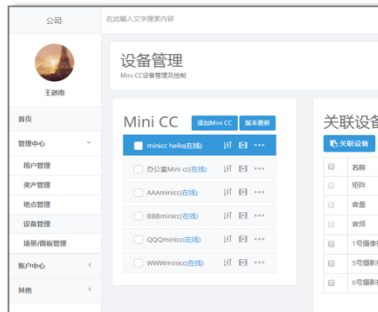 公司
在此输入文字搜索内容
王迦南
首页
管理中心
用户管理
资产管理
地点管理
设备管理
场景/面板管理
账户中心
其他
设备管理
Mini CC设备管理及控制
Mini CC
添加Mini CC
版本更新
minicc hello(在线)
办公室Mini cc(在线)
AAAminicc(在线)
BBBminicc(在线)
QQQminicc(在线)
WWWminicc(在线)
关联设备
关联设备
名称
矩阵
音量
音频
1号摄像
5号摄影
6号摄影